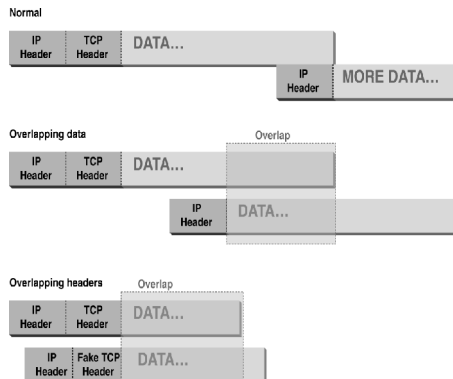 Normal
IP Header
TCP Header
DATA...
IP Header
MORE DATA...
Overlapping data
Overlap
IP Header
TCP Header
DATA...
IP Header
DATA...
Overlapping headers
Overlap
IP Header
TCP Header
DATA...
IP Header
Fake TCP Header
DATA...